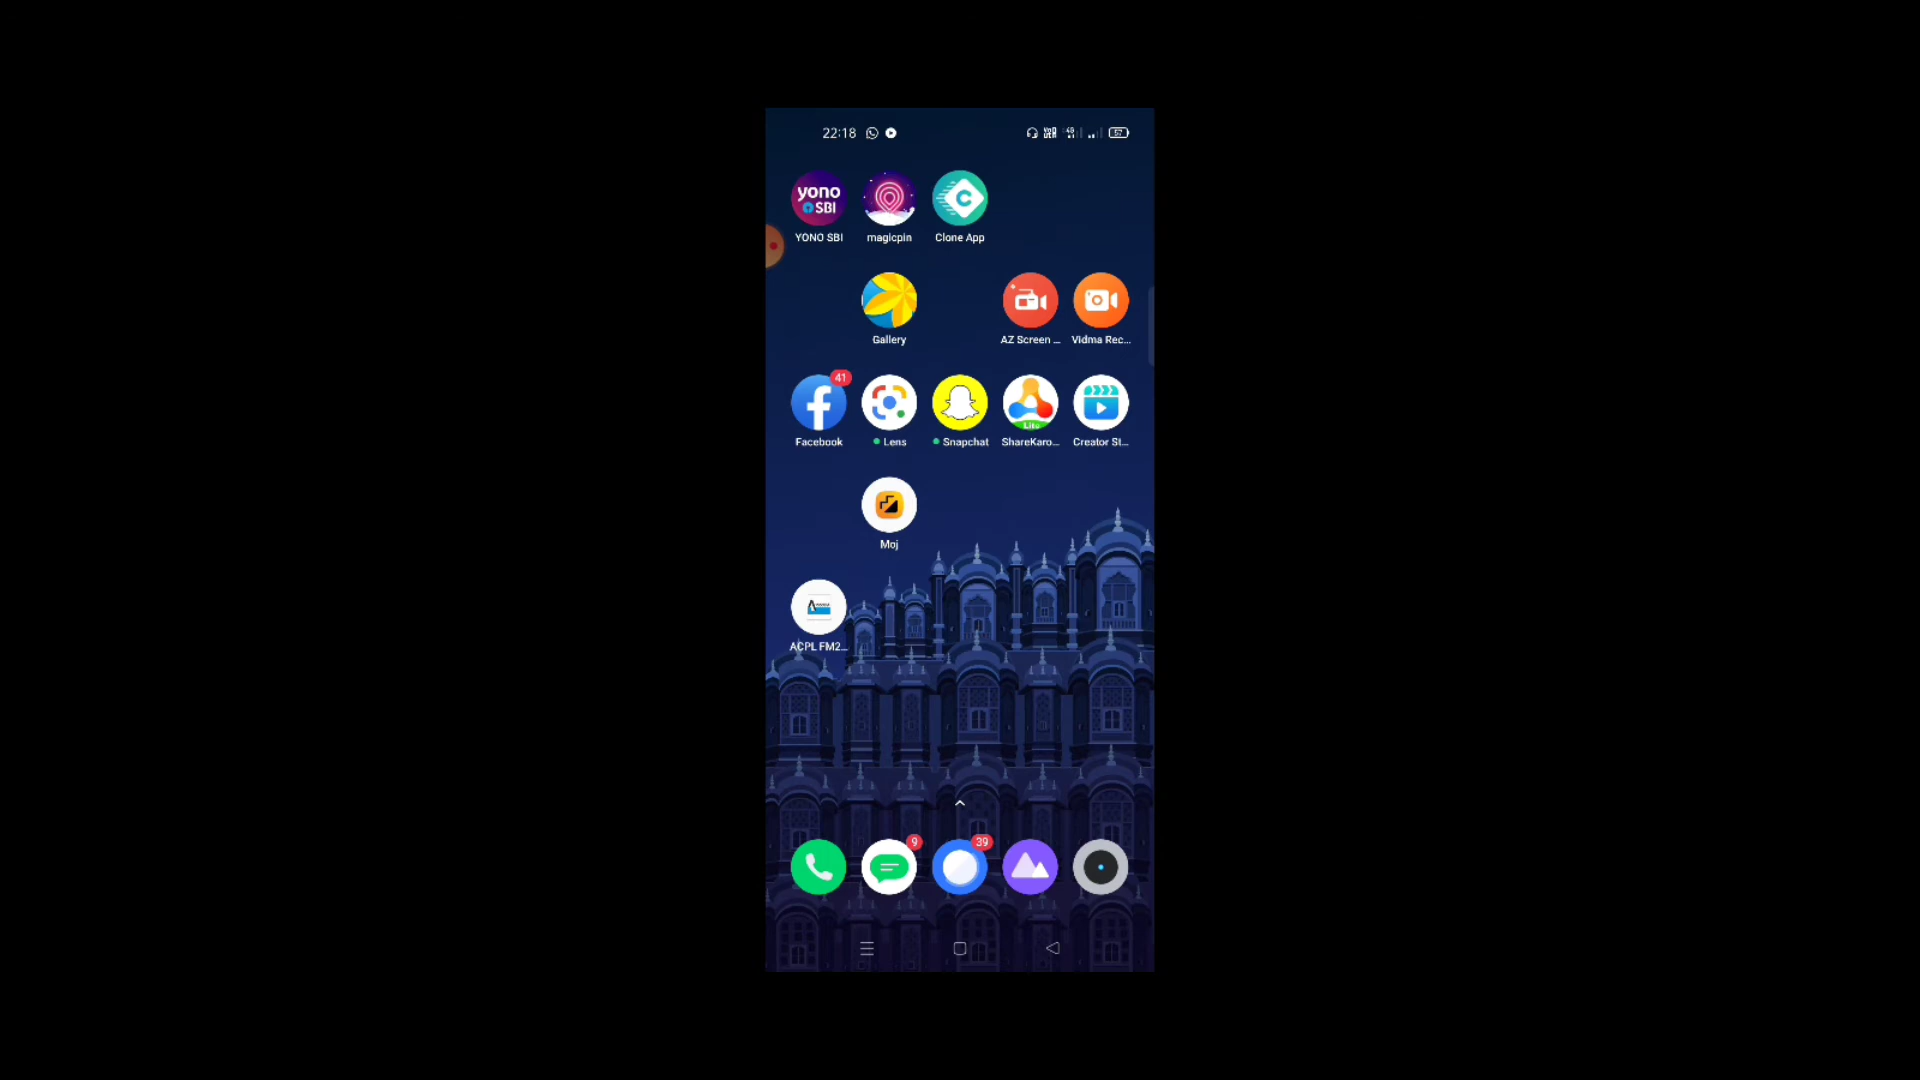 22:18
57
yono
SBI
YONO SBI
magicpin
Clone App
Gallery
AZ Screen ...
Vidma Rec...
41
Lite
Facebook
Lens
Snapchat
ShareKaro...
Creator St...
Moj
ACPL FM2...
9
39